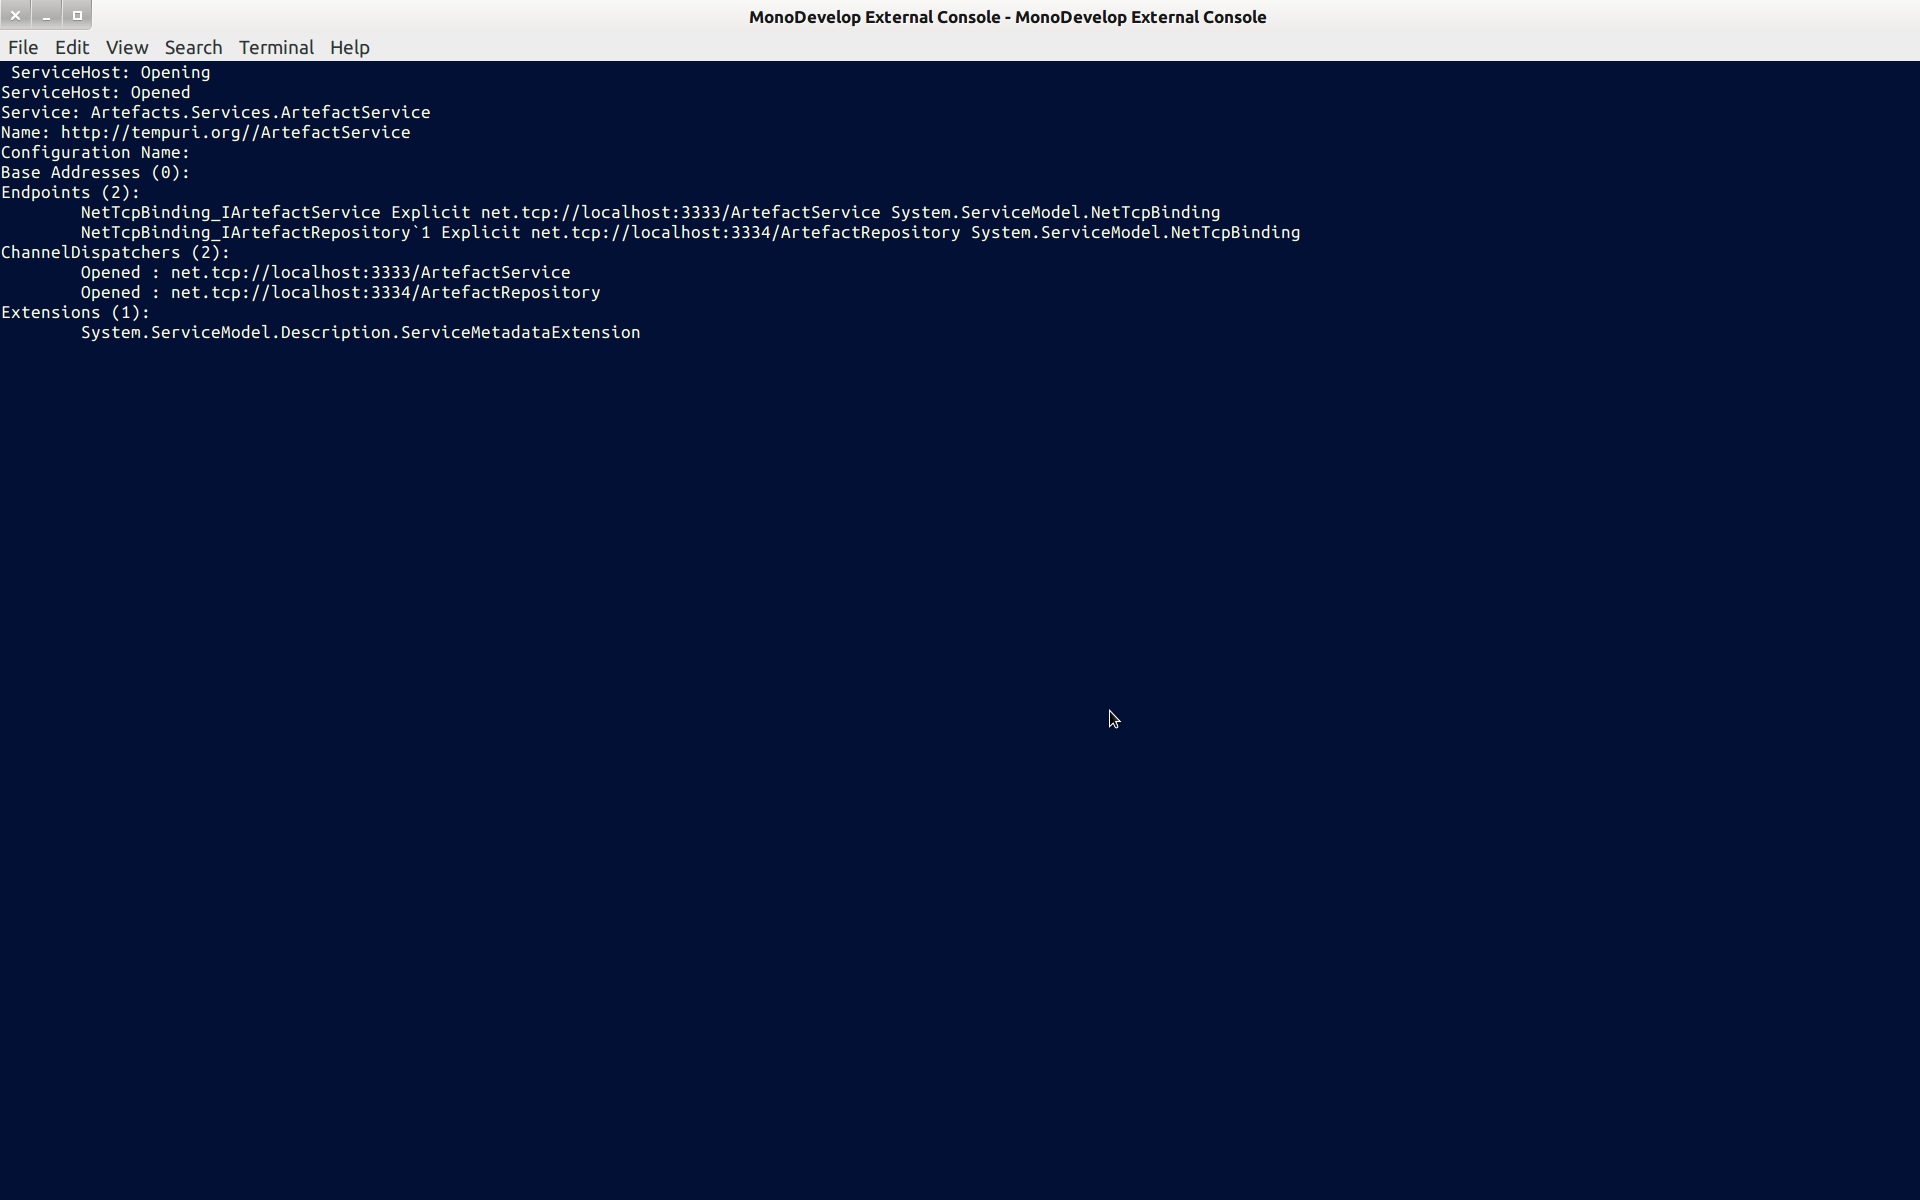 MonoDevelop External Console - MonoDevelop External Console
File Edit View Search Terminal Help
ServiceHost: Opening
ServiceHost: Opened
Service: Artefacts.Services.ArtefactService
Name: http://tempuri.org//ArtefactService
Configuration Name:
Base Addresses (0):
Endpoints (2):
NetTcpBinding_IArtefactService Explicit net.tcp://localhost:3333/ArtefactService System.ServiceModel.NetTcpBinding
NetTcpBinding_IArtefactRepository`1 Explicit net.tcp://localhost:3334/ArtefactRepository System.ServiceModel.NetTcpBinding
ChannelDispatchers (2):
Opened : net.tcp://localhost:3333/ArtefactService
Opened : net.tcp://localhost:3334/ArtefactRepository
Extensions (1):
System.ServiceModel.Description.ServiceMetadataExtension